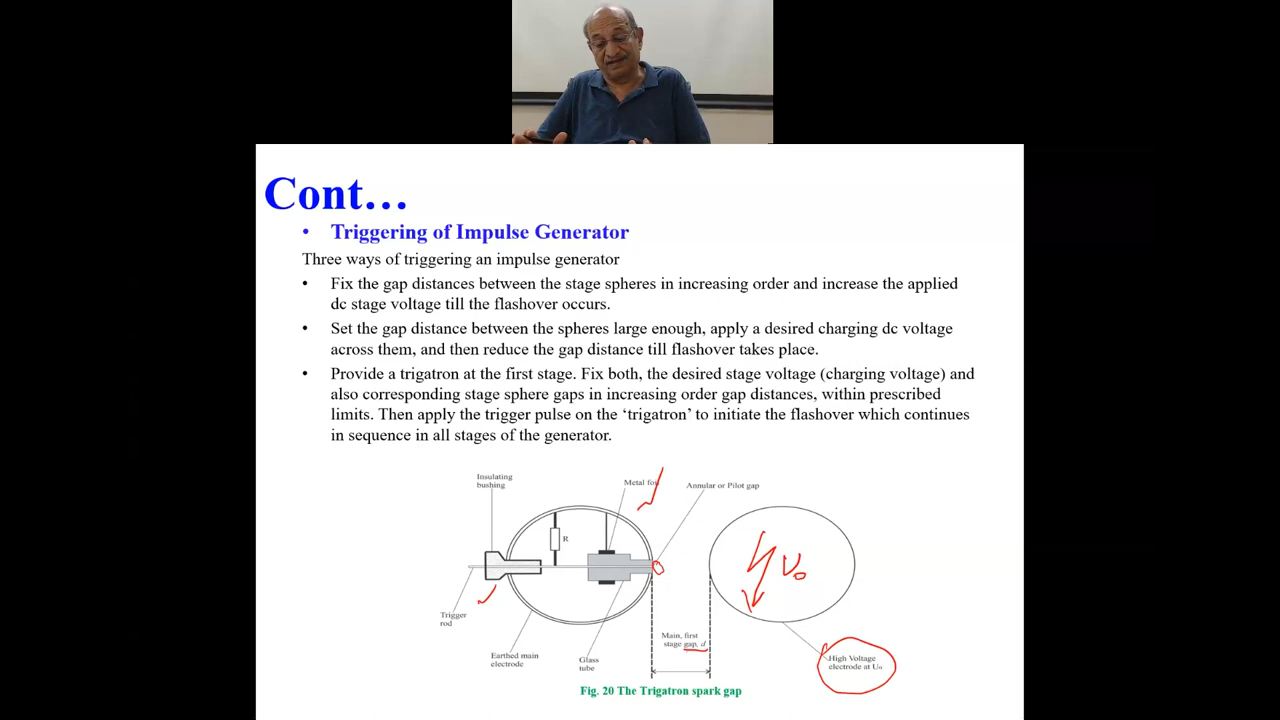 Cont…
• Triggering of Impulse Generator
Three ways of triggering an impulse generator
• Fix the gap distances between the stage spheres in increasing order and increase the applied
dc stage voltage till the flashover occurs.
• Set the gap distance between the spheres large enough, apply a desired charging dc voltage
across them, and then reduce the gap distance till flashover takes place.
• Provide a trigatron at the first stage. Fix both, the desired stage voltage (charging voltage) and
also corresponding stage sphere gaps in increasing order gap distances, within prescribed
limits. Then apply the trigger pulse on the ‘trigatron’ to initiate the flashover which continues
in sequence in all stages of the generator.
Insulating
bushing
Metal foil
Annular or Pilot gap
R
U₀
Trigger
rod
Main, first
stage gap, d
Earthed main
electrode
Glass
tube
High Voltage
electrode at U₀
Fig. 20 The Trigatron spark gap